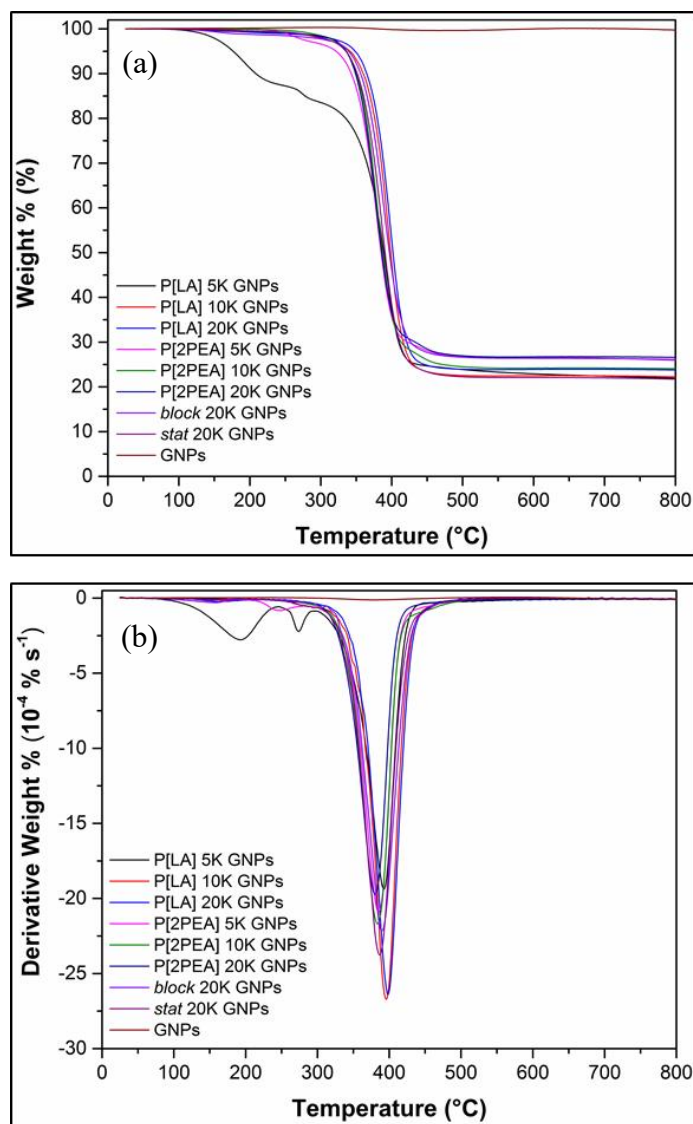 (a)
Weight % (%)
100
90
80
70
60
50
40
30
20
10
0
P[LA] 5K GNPs
P[LA] 10K GNPs
P[LA] 20K GNPs
P[2PEA] 5K GNPs
P[2PEA] 10K GNPs
P[2PEA] 20K GNPs
block 20K GNPs
stat 20K GNPs
GNPs
0 100 200 300 400 500 600 700 800
Temperature (°C)
(b)
Derivative Weight % (10⁻⁴ % s⁻¹)
0
-5
-10
-15
-20
-25
-30
P[LA] 5K GNPs
P[LA] 10K GNPs
P[LA] 20K GNPs
P[2PEA] 5K GNPs
P[2PEA] 10K GNPs
P[2PEA] 20K GNPs
block 20K GNPs
stat 20K GNPs
GNPs
0 100 200 300 400 500 600 700 800
Temperature (°C)